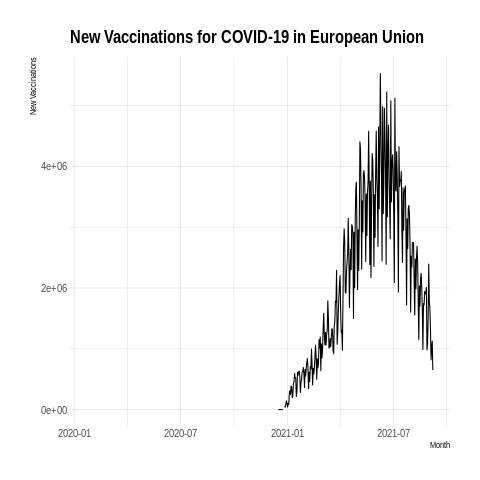 New Vaccinations for COVID-19 in European Union
New Vaccinations
4e+06
2e+06
0e+00
2020-01
2020-07
2021-01
2021-07
Month